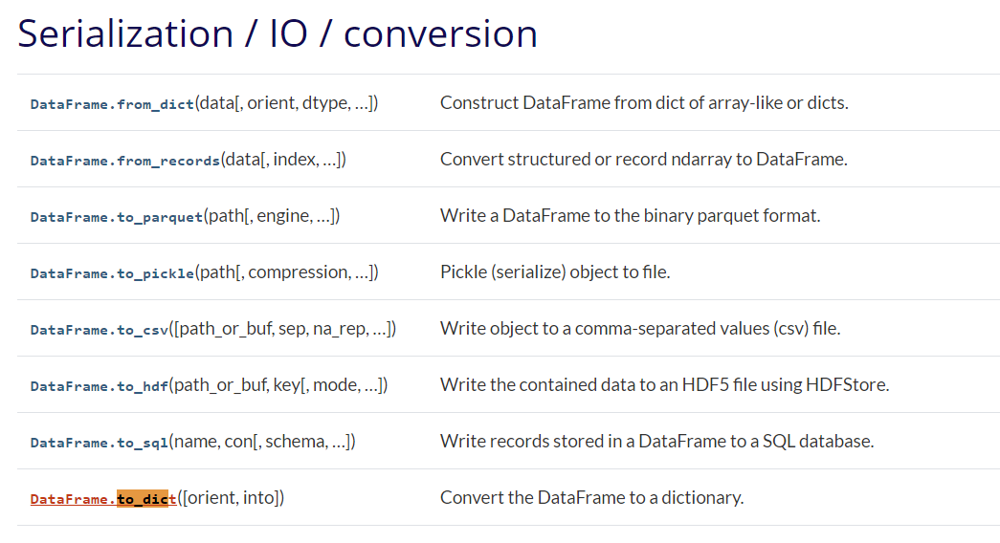 Serialization / IO / conversion
DataFrame.from_dict(data[, orient, dtype, …]) Construct DataFrame from dict of array-like or dicts.
DataFrame.from_records(data[, index, …]) Convert structured or record ndarray to DataFrame.
DataFrame.to_parquet(path[, engine, …]) Write a DataFrame to the binary parquet format.
DataFrame.to_pickle(path[, compression, …]) Pickle (serialize) object to file.
DataFrame.to_csv([path_or_buf, sep, na_rep, …]) Write object to a comma-separated values (csv) file.
DataFrame.to_hdf(path_or_buf, key[, mode, …]) Write the contained data to an HDF5 file using HDFStore.
DataFrame.to_sql(name, con[, schema, …]) Write records stored in a DataFrame to a SQL database.
DataFrame.to_dict([orient, into]) Convert the DataFrame to a dictionary.